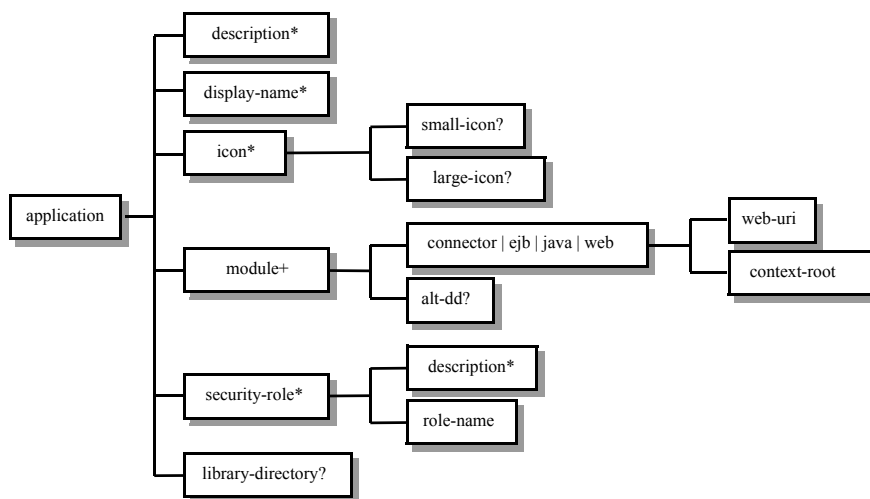 application
description*
display-name*
icon*
small-icon?
large-icon?
module+
connector | ejb | java | web
web-uri
context-root
alt-dd?
security-role*
description*
role-name
library-directory?